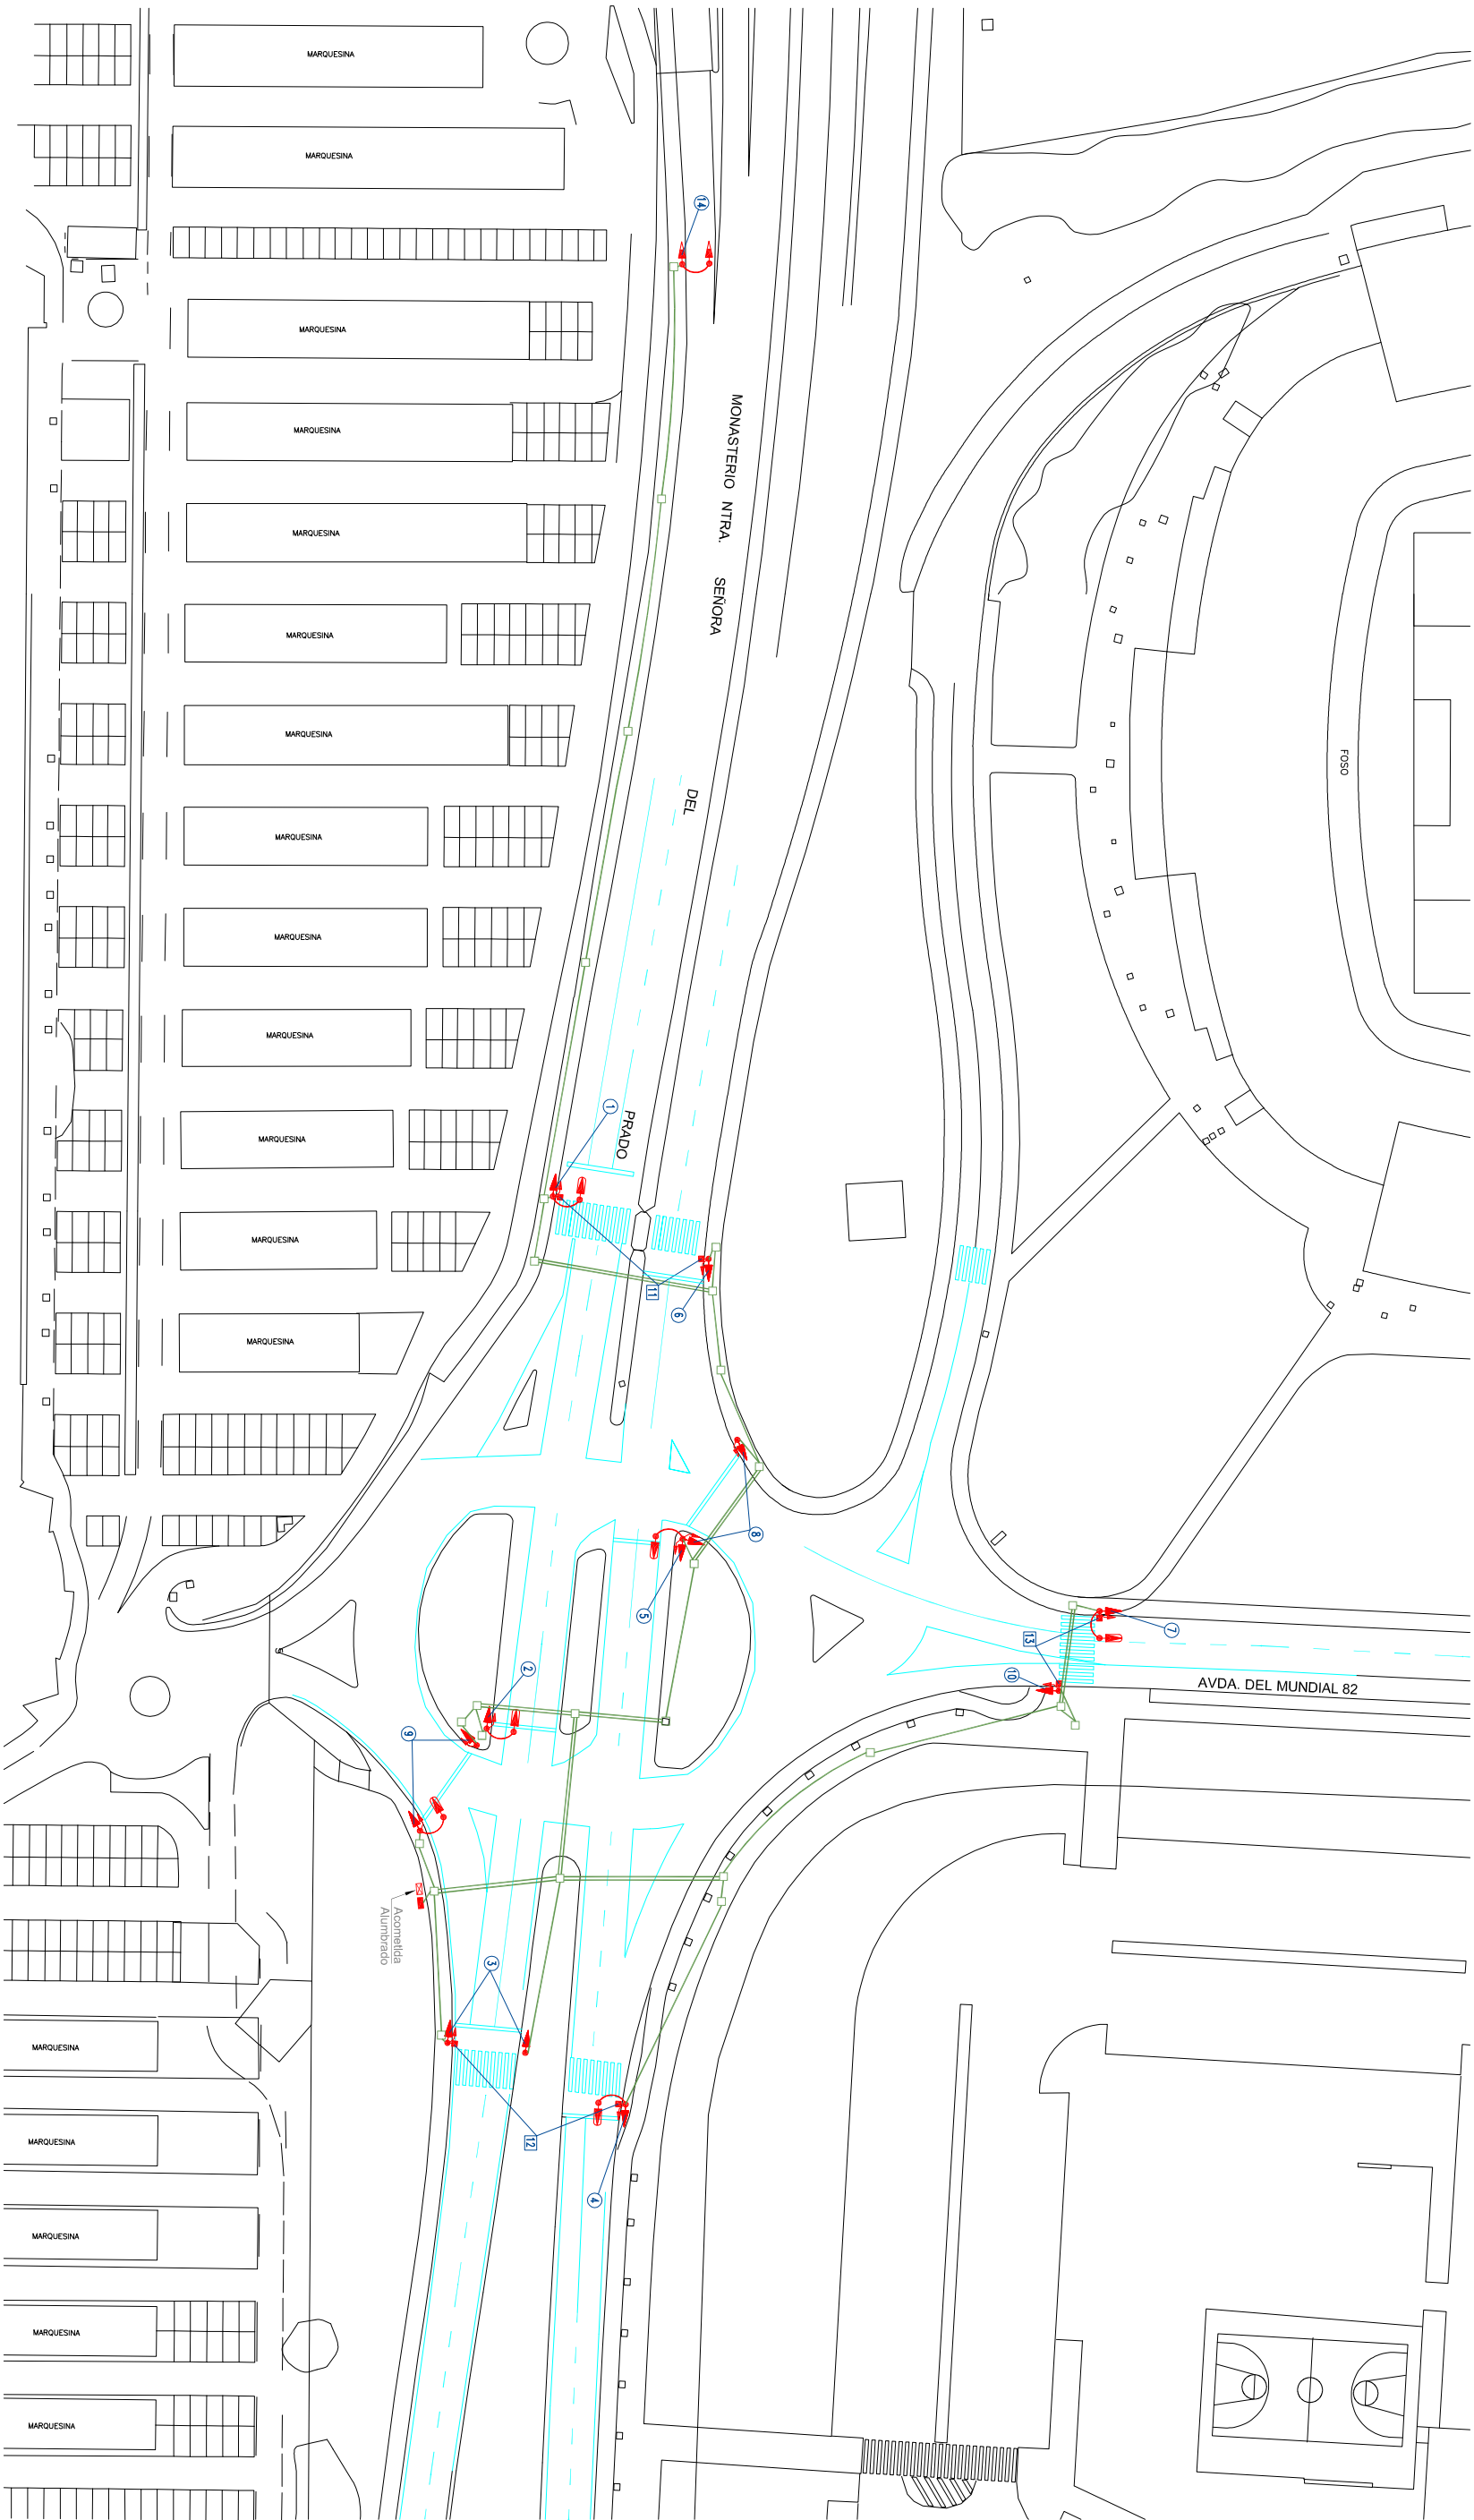 MARQUESINA
MARQUESINA
14
MARQUESINA
MARQUESINA
MONASTERIO NTRA. SEÑORA
MARQUESINA
MARQUESINA
MARQUESINA
FOSO
DEL
MARQUESINA
MARQUESINA
MARQUESINA
1
PRADO
MARQUESINA
MARQUESINA
11
6
MARQUESINA
8
5
7
13
2
10
AVDA. DEL MUNDIAL 82
9
Acometida
Alumbrado
3
MARQUESINA
12
MARQUESINA
4
MARQUESINA
MARQUESINA
MARQUESINA